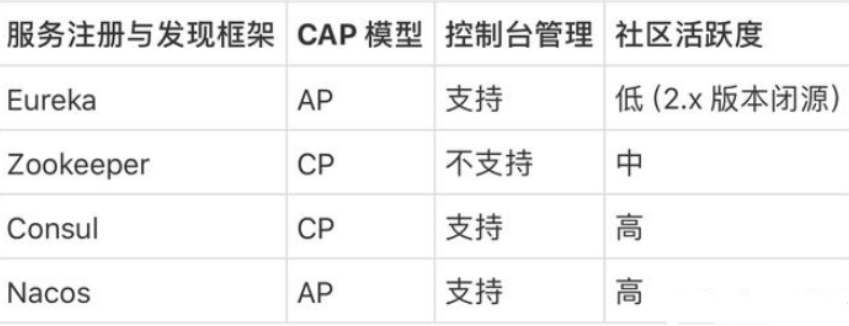 服务注册与发现框架 CAP 模型 控制台管理 社区活跃度
Eureka AP 支持 低 (2.x 版本闭源)
Zookeeper CP 不支持 中
Consul CP 支持 高
Nacos AP 支持 高